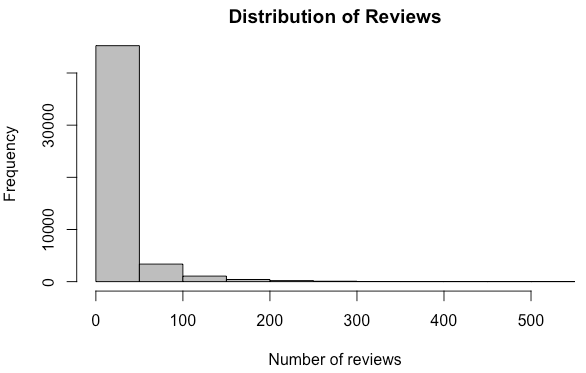 Distribution of Reviews
Frequency
30000
10000
0
0 100 200 300 400 500
Number of reviews